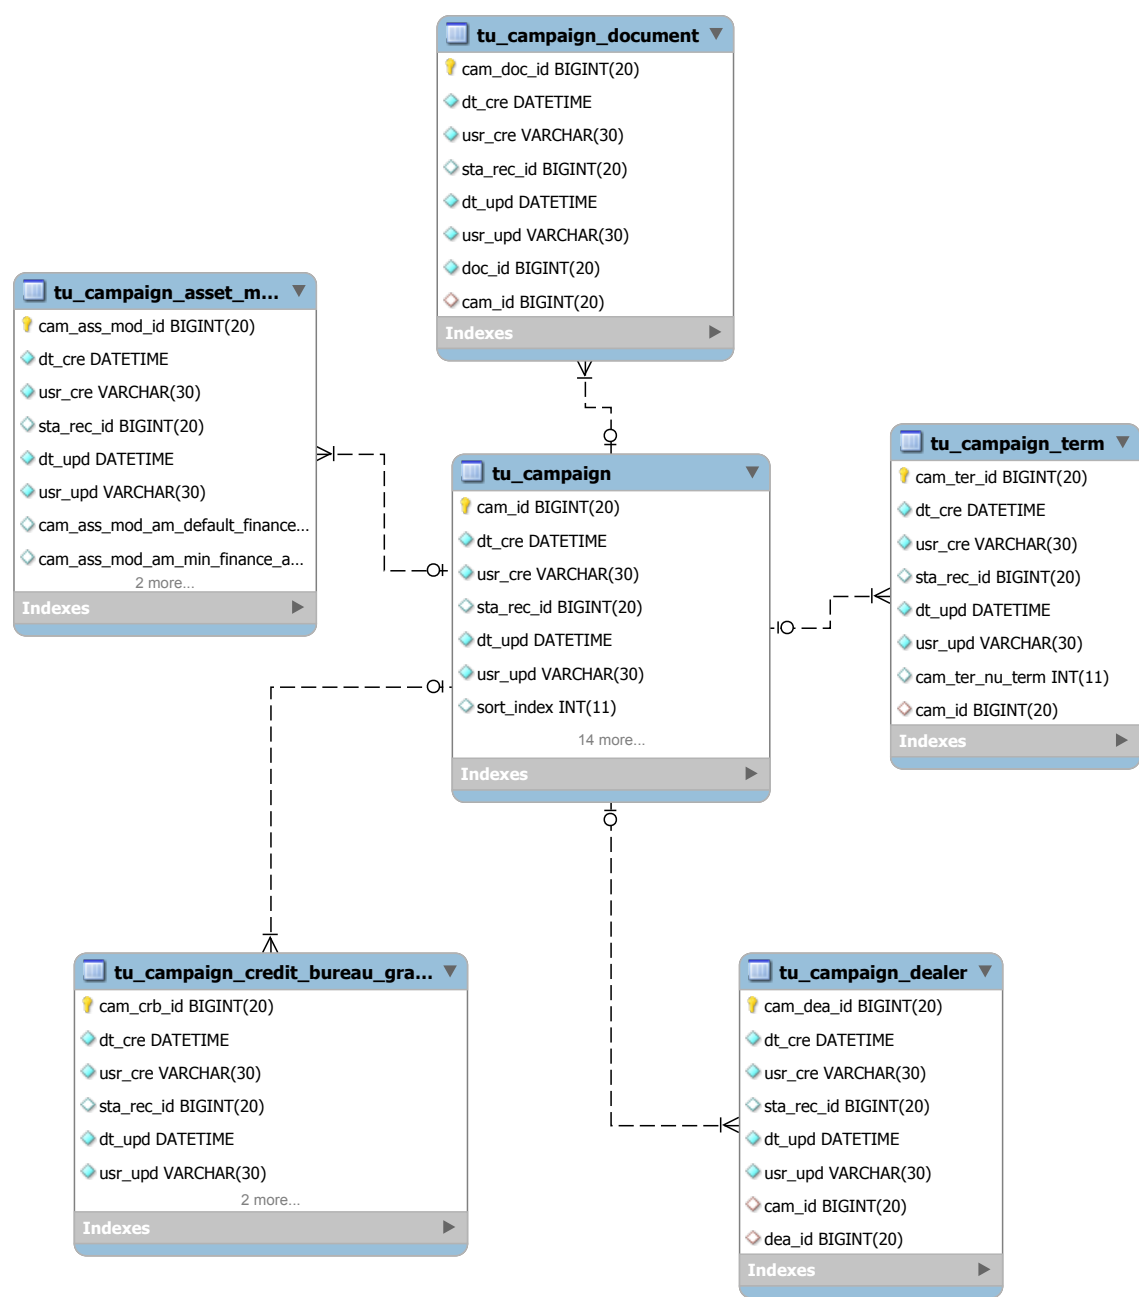 tu_campaign_document
cam_doc_id BIGINT(20)
dt_cre DATETIME
usr_cre VARCHAR(30)
sta_rec_id BIGINT(20)
dt_upd DATETIME
usr_upd VARCHAR(30)
doc_id BIGINT(20)
cam_id BIGINT(20)
Indexes
tu_campaign_asset_m...
cam_ass_mod_id BIGINT(20)
dt_cre DATETIME
usr_cre VARCHAR(30)
sta_rec_id BIGINT(20)
dt_upd DATETIME
usr_upd VARCHAR(30)
cam_ass_mod_am_default_finance...
cam_ass_mod_am_min_finance_a...
2 more...
Indexes
tu_campaign
cam_id BIGINT(20)
dt_cre DATETIME
usr_cre VARCHAR(30)
sta_rec_id BIGINT(20)
dt_upd DATETIME
usr_upd VARCHAR(30)
sort_index INT(11)
14 more...
Indexes
tu_campaign_term
cam_ter_id BIGINT(20)
dt_cre DATETIME
usr_cre VARCHAR(30)
sta_rec_id BIGINT(20)
dt_upd DATETIME
usr_upd VARCHAR(30)
cam_ter_nu_term INT(11)
cam_id BIGINT(20)
Indexes
tu_campaign_credit_bureau_gra...
cam_crb_id BIGINT(20)
dt_cre DATETIME
usr_cre VARCHAR(30)
sta_rec_id BIGINT(20)
dt_upd DATETIME
usr_upd VARCHAR(30)
2 more...
Indexes
tu_campaign_dealer
cam_dea_id BIGINT(20)
dt_cre DATETIME
usr_cre VARCHAR(30)
sta_rec_id BIGINT(20)
dt_upd DATETIME
usr_upd VARCHAR(30)
cam_id BIGINT(20)
dea_id BIGINT(20)
Indexes